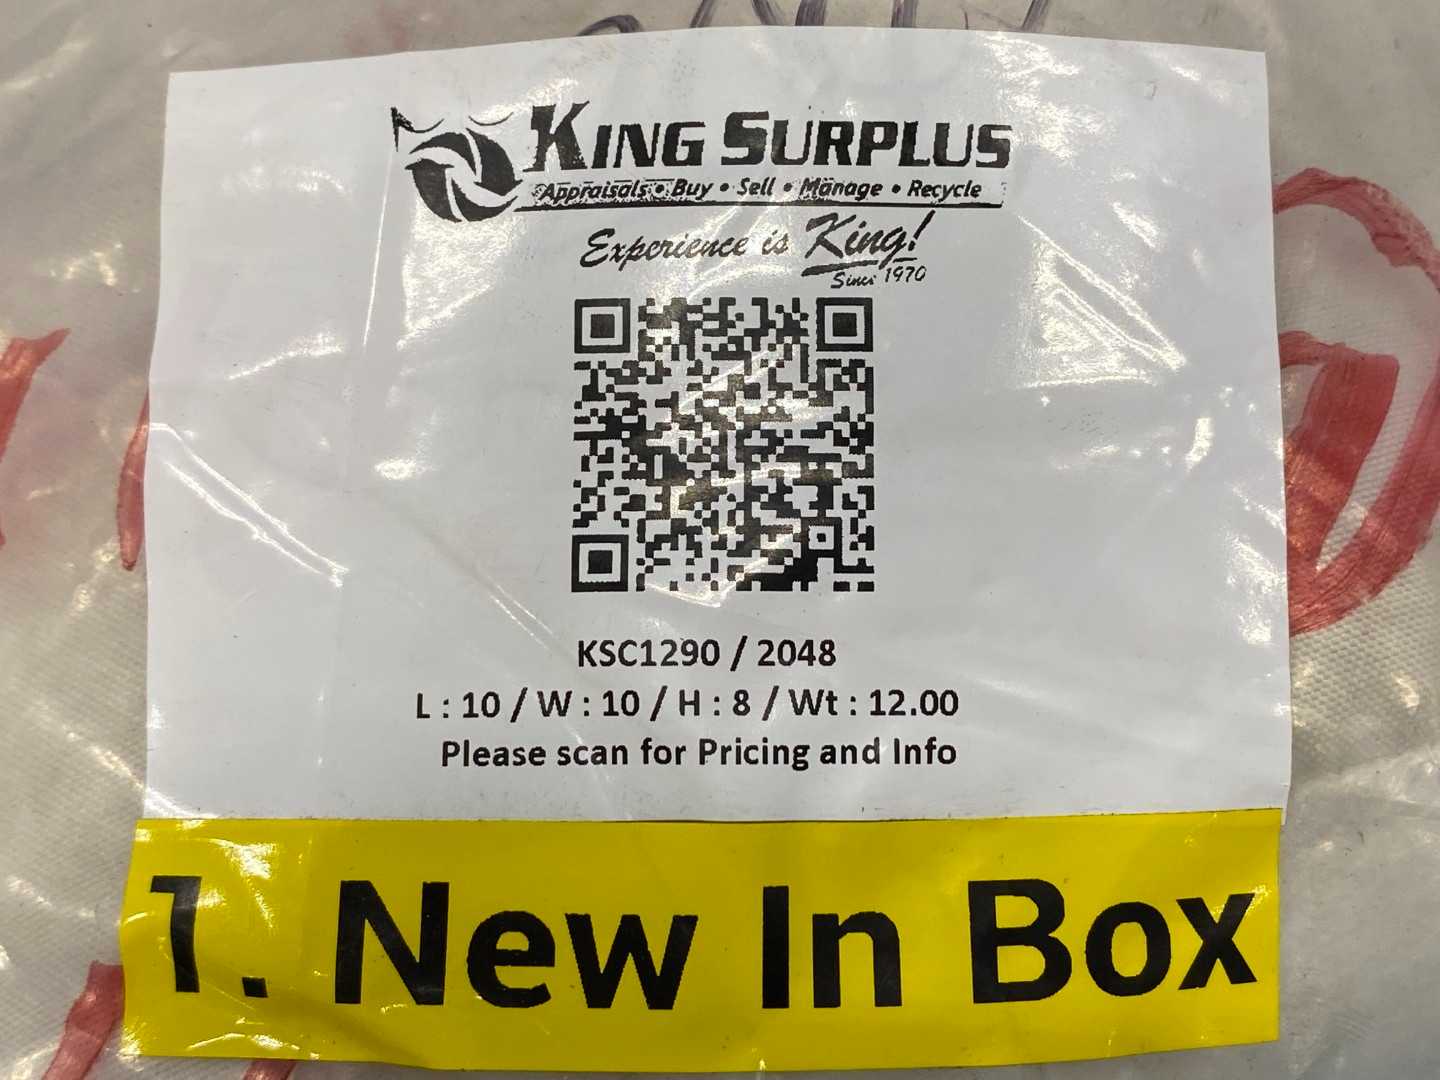 KING SURPLUS
Appraisals • Buy • Sell • Manage • Recycle
Experience is King!
Since 1970
KSC1290 / 2048
L : 10 / W : 10 / H : 8 / Wt : 12.00
Please scan for Pricing and Info
1. New In Box